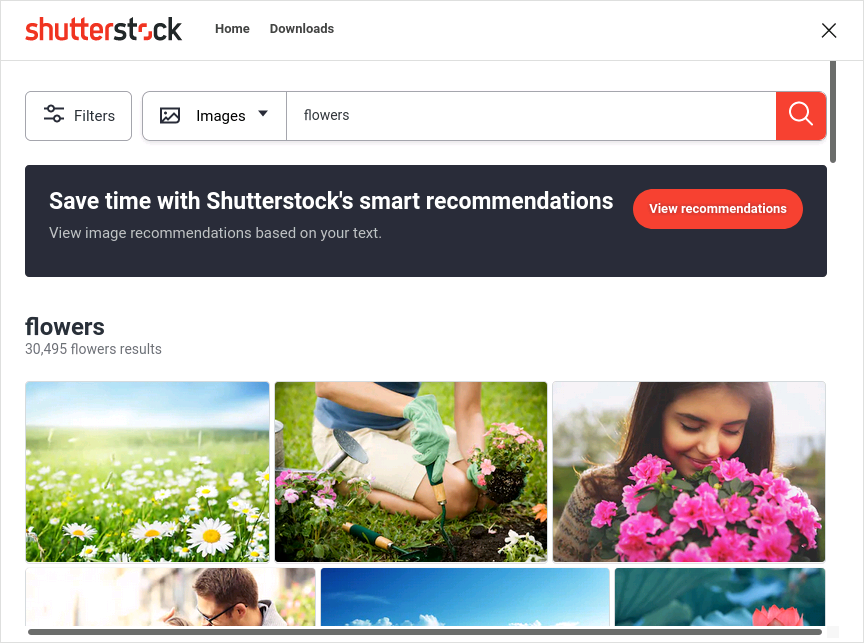 shutterstock
Home
Downloads
Filters
Images
flowers
Save time with Shutterstock's smart recommendations
View image recommendations based on your text.
View recommendations
flowers
30,495 flowers results